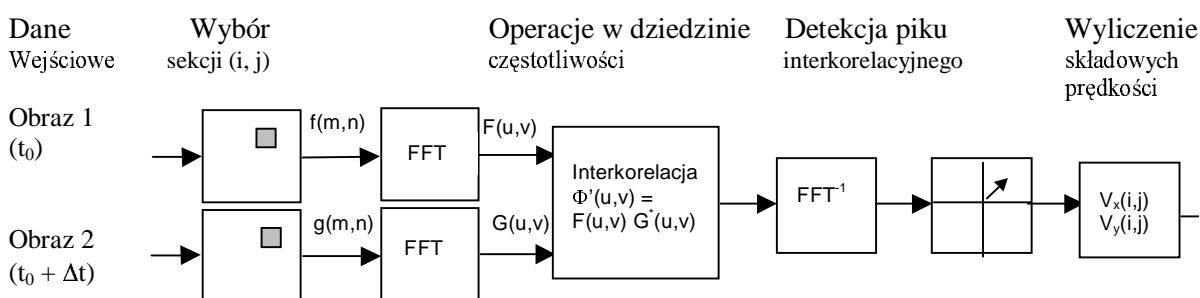 Dane
Wejściowe
Wybór
sekcji (i, j)
Operacje w dziedzinie
częstotliwości
Detekcja piku
interkorelacyjnego
Wyliczenie
składowych
prędkości
Obraz 1
(t₀)
f(m,n)
FFT
F(u,v)
Interkorelacja
Φ'(u,v) =
F(u,v) G*(u,v)
FFT⁻¹
Vₓ(i,j)
Vᵧ(i,j)
Obraz 2
(t₀ + Δt)
g(m,n)
FFT
G(u,v)